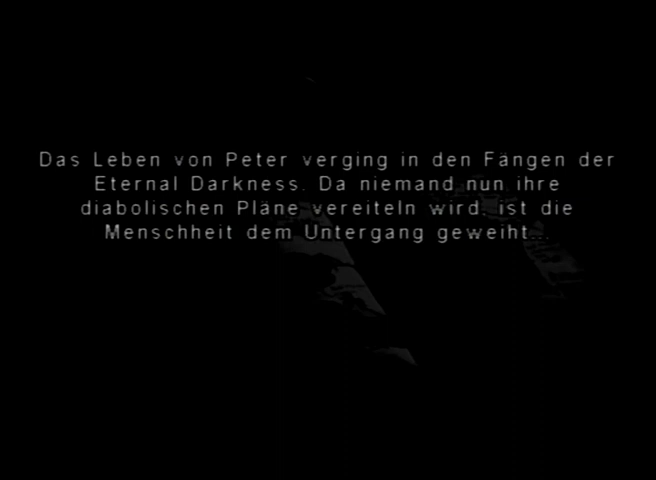 Das Leben von Peter verging in den Fängen der
Eternal Darkness. Da niemand nun ihre
diabolischen Pläne vereiteln wird, ist die
Menschheit dem Untergang geweiht...